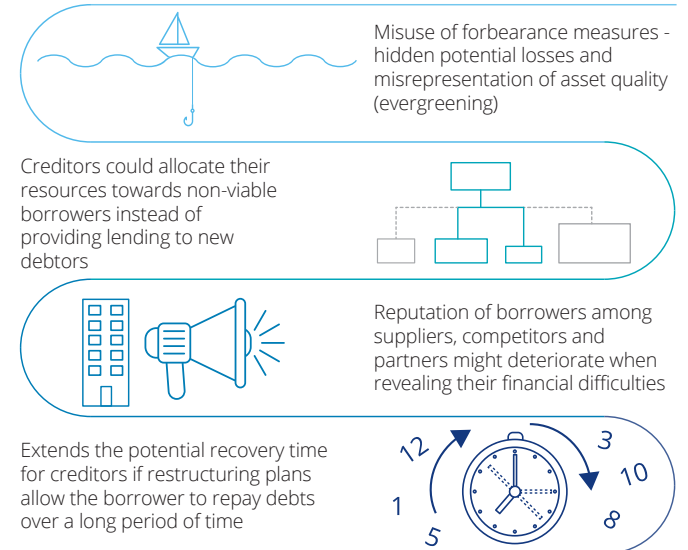 Misuse of forbearance measures -
hidden potential losses and
misrepresentation of asset quality
(evergreening)
Creditors could allocate their
resources towards non-viable
borrowers instead of
providing lending to new
debtors
Reputation of borrowers among
suppliers, competitors and
partners might deteriorate when
revealing their financial difficulties
Extends the potential recovery time
for creditors if restructuring plans
allow the borrower to repay debts
over a long period of time
12
1
5
3
10
8